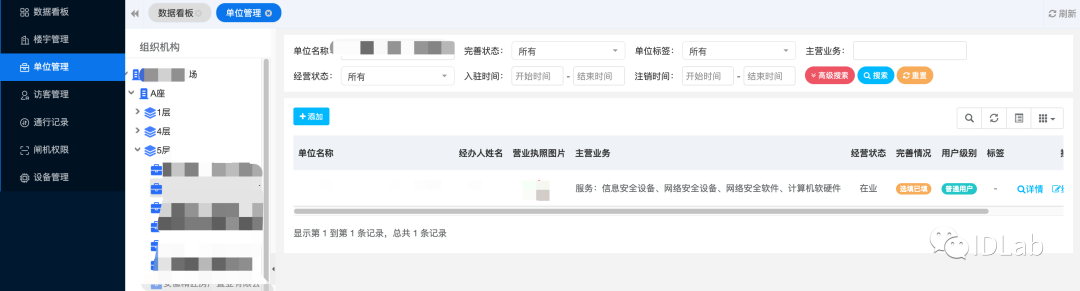 数据看板
楼宇管理
单位管理
访客管理
通行记录
闸机权限
设备管理
数据看板
单位管理
刷新
组织机构
场
A座
1层
4层
5层
单位名称
完善状态： 所有
单位标签： 所有
主营业务：
经营状态： 所有
入驻时间： 开始时间 - 结束时间
注销时间： 开始时间 - 结束时间
高级搜索
搜索
重置
添加
单位名称 经办人姓名 营业执照图片 主营业务 经营状态 完善情况 用户级别 标签
服务：信息安全设备、网络安全设备、网络安全软件、计算机软硬件 在业 选填已填 普通用户 - 详情
显示第 1 到第 1 条记录，总共 1 条记录
IDLab